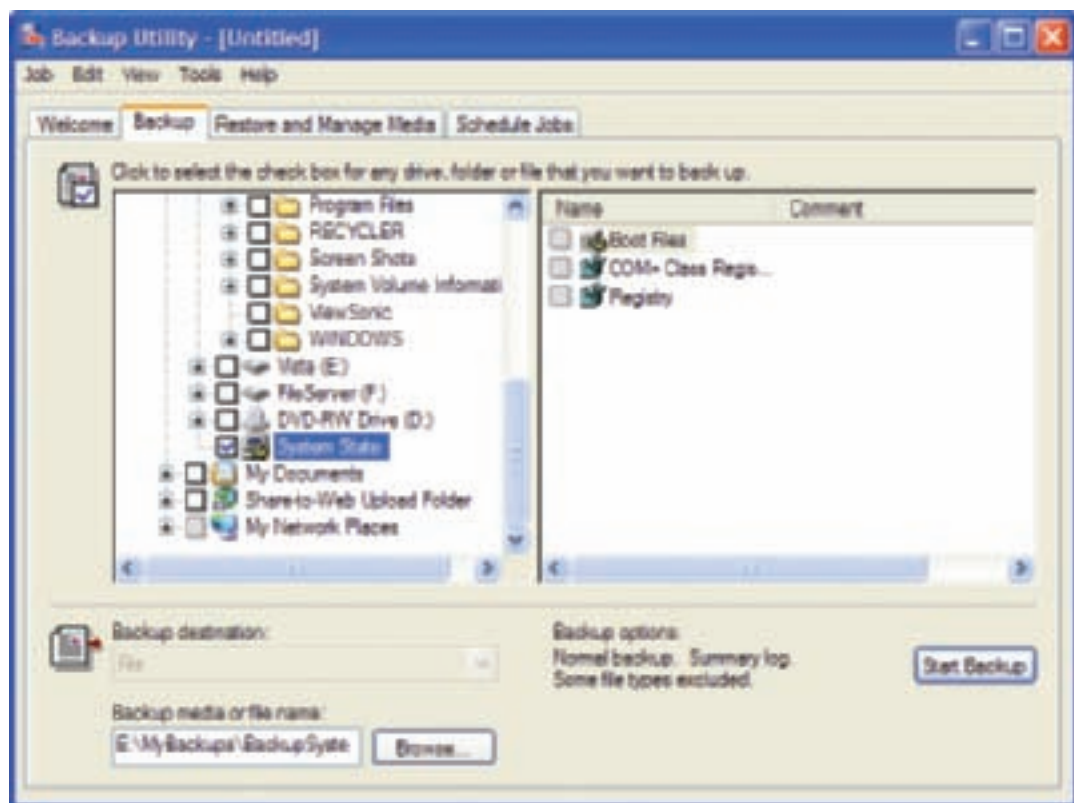 Backup Utility - [Untitled]
Job Edit View Tools Help
Welcome Backup Restore and Manage Media Schedule Jobs
Click to select the check box for any drive, folder or file that you want to back up.
Program Files
RECYCLER
Screen Shots
System Volume Informati
ViewSonic
WINDOWS
Vista (E:)
FileServer (F:)
DVD-RW Drive (D:)
System State
My Documents
Share-to-Web Upload Folder
My Network Places
Name Comment
Boot Files
COM+ Class Regis...
Registry
Backup destination:
File
Backup media or file name:
E:\MyBackups\BackupSyste
Browse...
Backup options:
Normal backup. Summary log.
Some file types excluded.
Start Backup